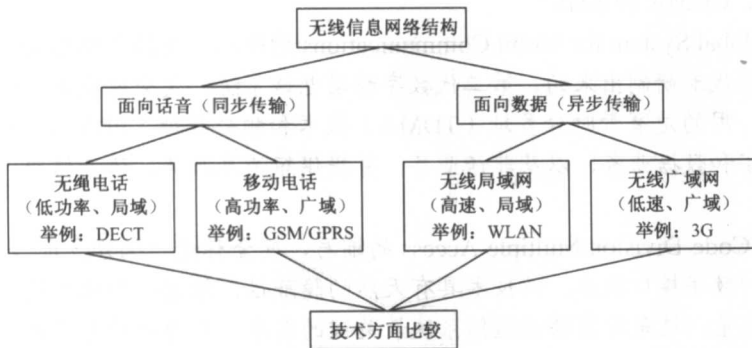 无线信息网络结构
面向话音（同步传输）
面向数据（异步传输）
无绳电话
（低功率、局域）
举例：DECT
移动电话
（高功率、广域）
举例：GSM/GPRS
无线局域网
（高速、局域）
举例：WLAN
无线广域网
（低速、广域）
举例：3G
技术方面比较